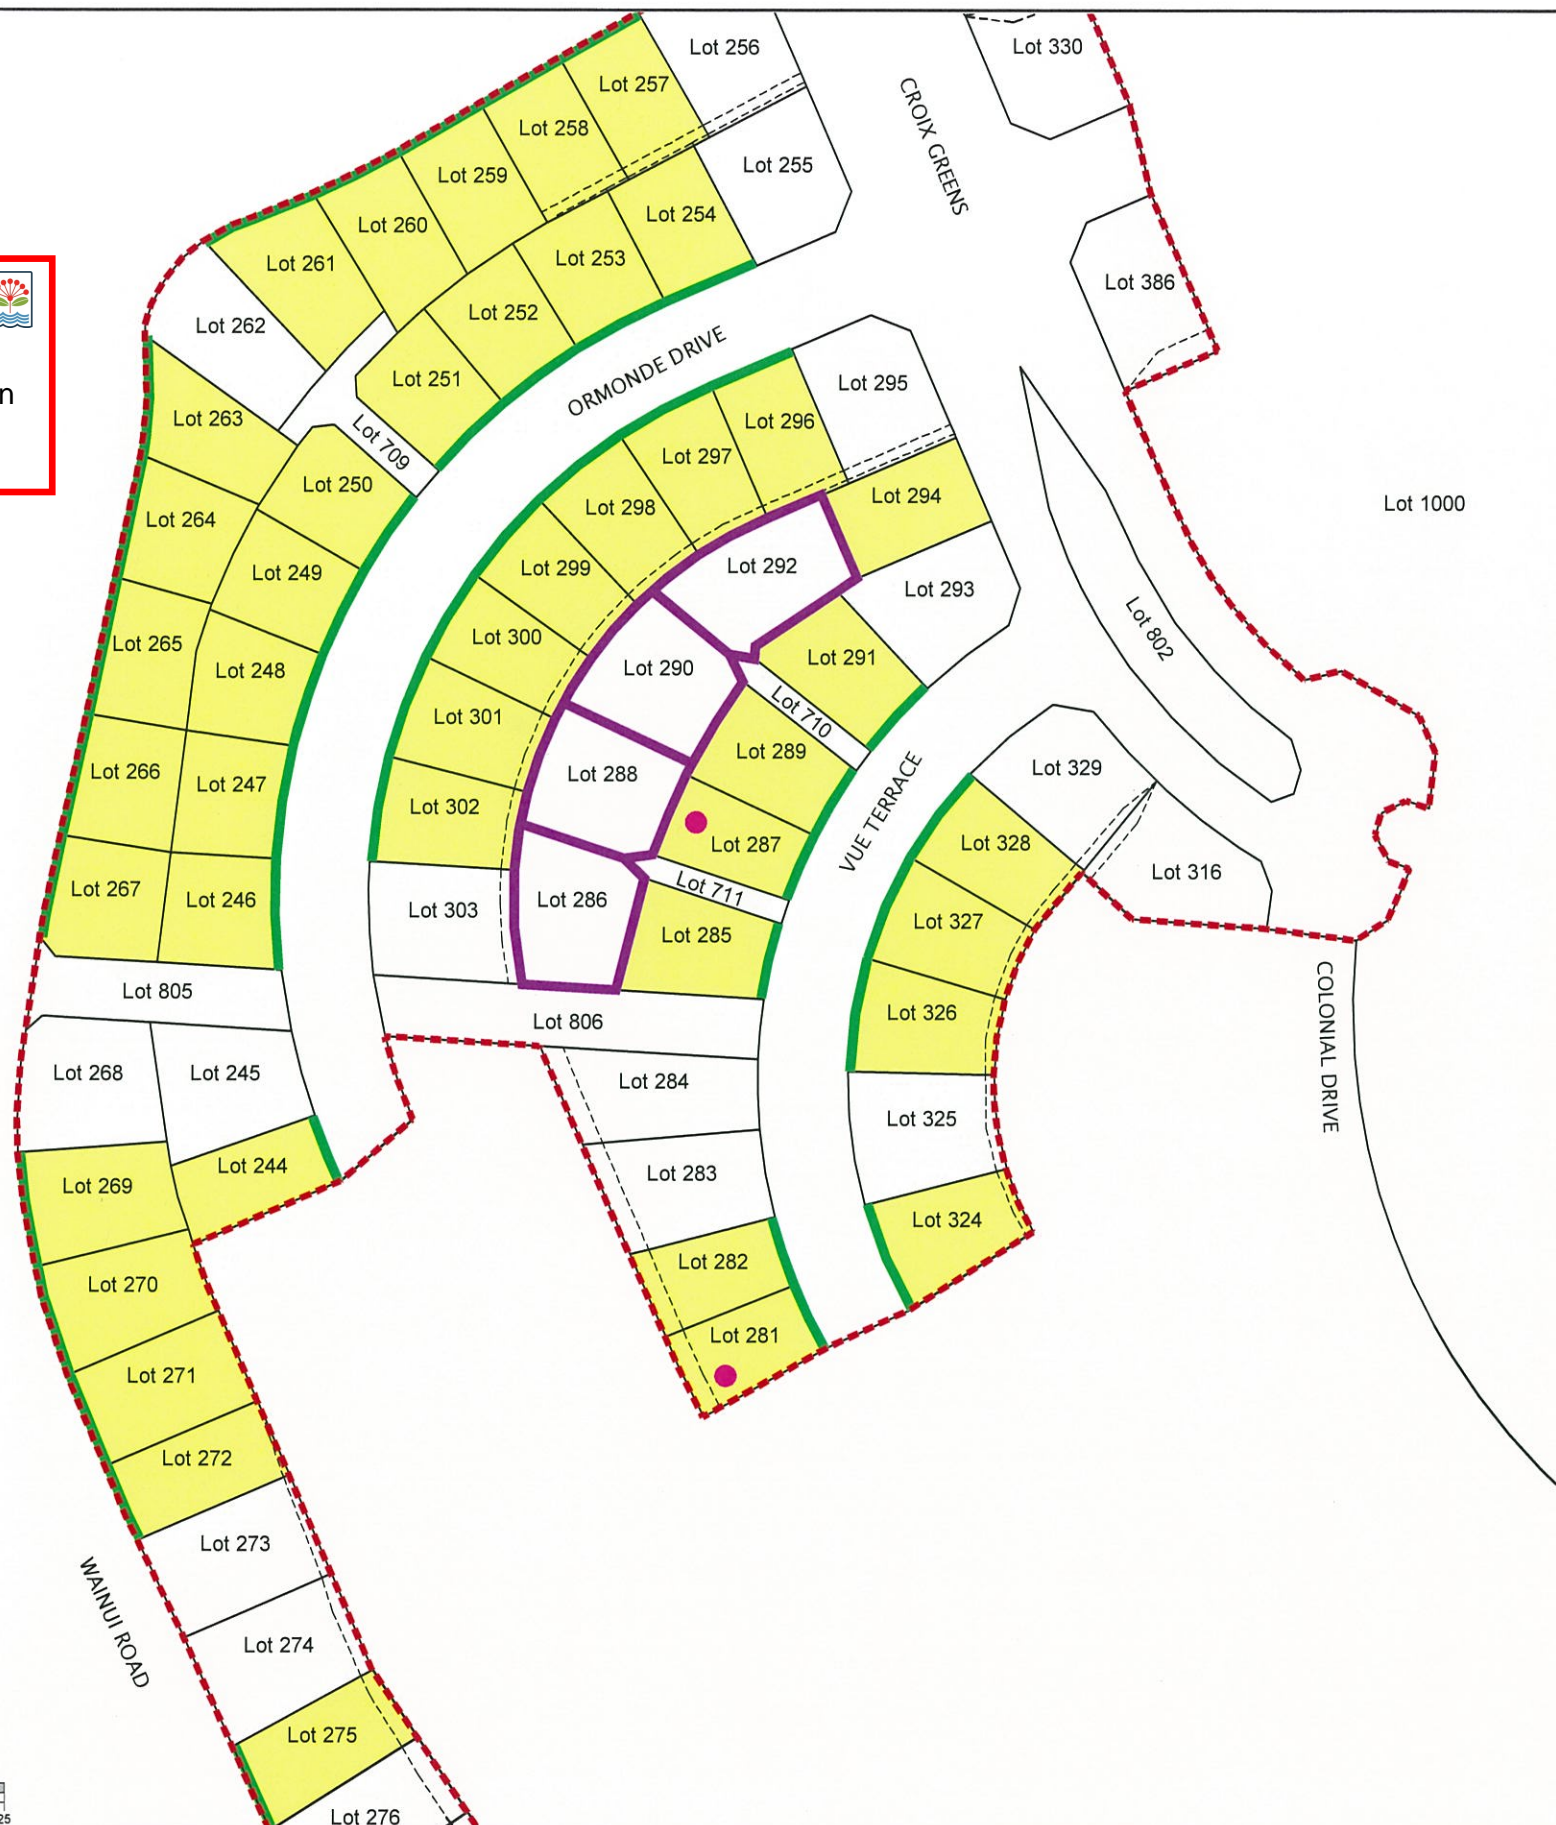 Lot 256
Lot 330
Lot 257
CROIX GREENS
Lot 258
Lot 255
Lot 259
Lot 254
Lot 260
Lot 253
Lot 261
Lot 386
Lot 252
Lot 262
ORMONDE DRIVE
n
Lot 251
Lot 295
Lot 263
Lot 296
Lot 709
Lot 297
Lot 250
Lot 294
Lot 1000
Lot 298
Lot 264
Lot 292
Lot 299
Lot 249
Lot 293
Lot 802
Lot 300
Lot 265
Lot 291
Lot 290
Lot 248
Lot 710
Lot 301
Lot 289
Lot 329
Lot 266
Lot 288
Lot 247
Lot 302
VUE TERRACE
Lot 287
Lot 328
Lot 316
Lot 267
Lot 711
Lot 246
Lot 286
Lot 303
Lot 327
Lot 285
Lot 805
Lot 326
Lot 806
COLONIAL DRIVE
Lot 268
Lot 245
Lot 284
Lot 325
Lot 244
Lot 283
Lot 269
Lot 324
Lot 282
Lot 270
Lot 281
Lot 271
Lot 272
Lot 273
WAINUI ROAD
Lot 274
Lot 275
Lot 276
25